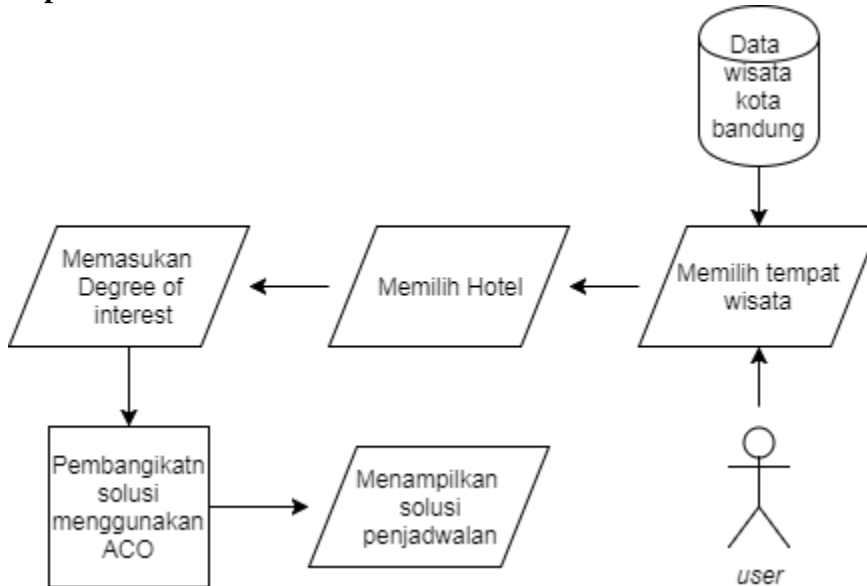 Data
wisata
kota
bandung
Memasukan
Degree of
interest
Memilih Hotel
Memilih tempat
wisata
Pembangikatn
solusi
menggunakan
ACO
Menampilkan
solusi
penjadwalan
user